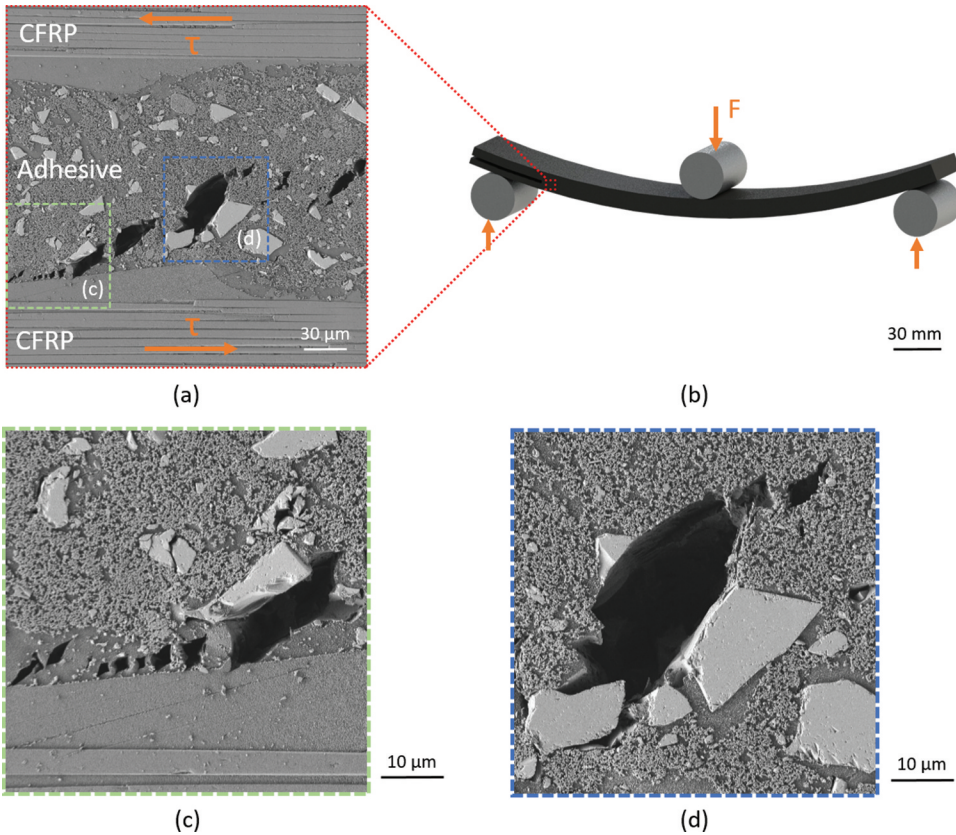 CFRP
τ
F
Adhesive
(d)
(c)
τ
CFRP
30 µm
30 mm
(a)
(b)
10 µm
10 µm
(c)
(d)